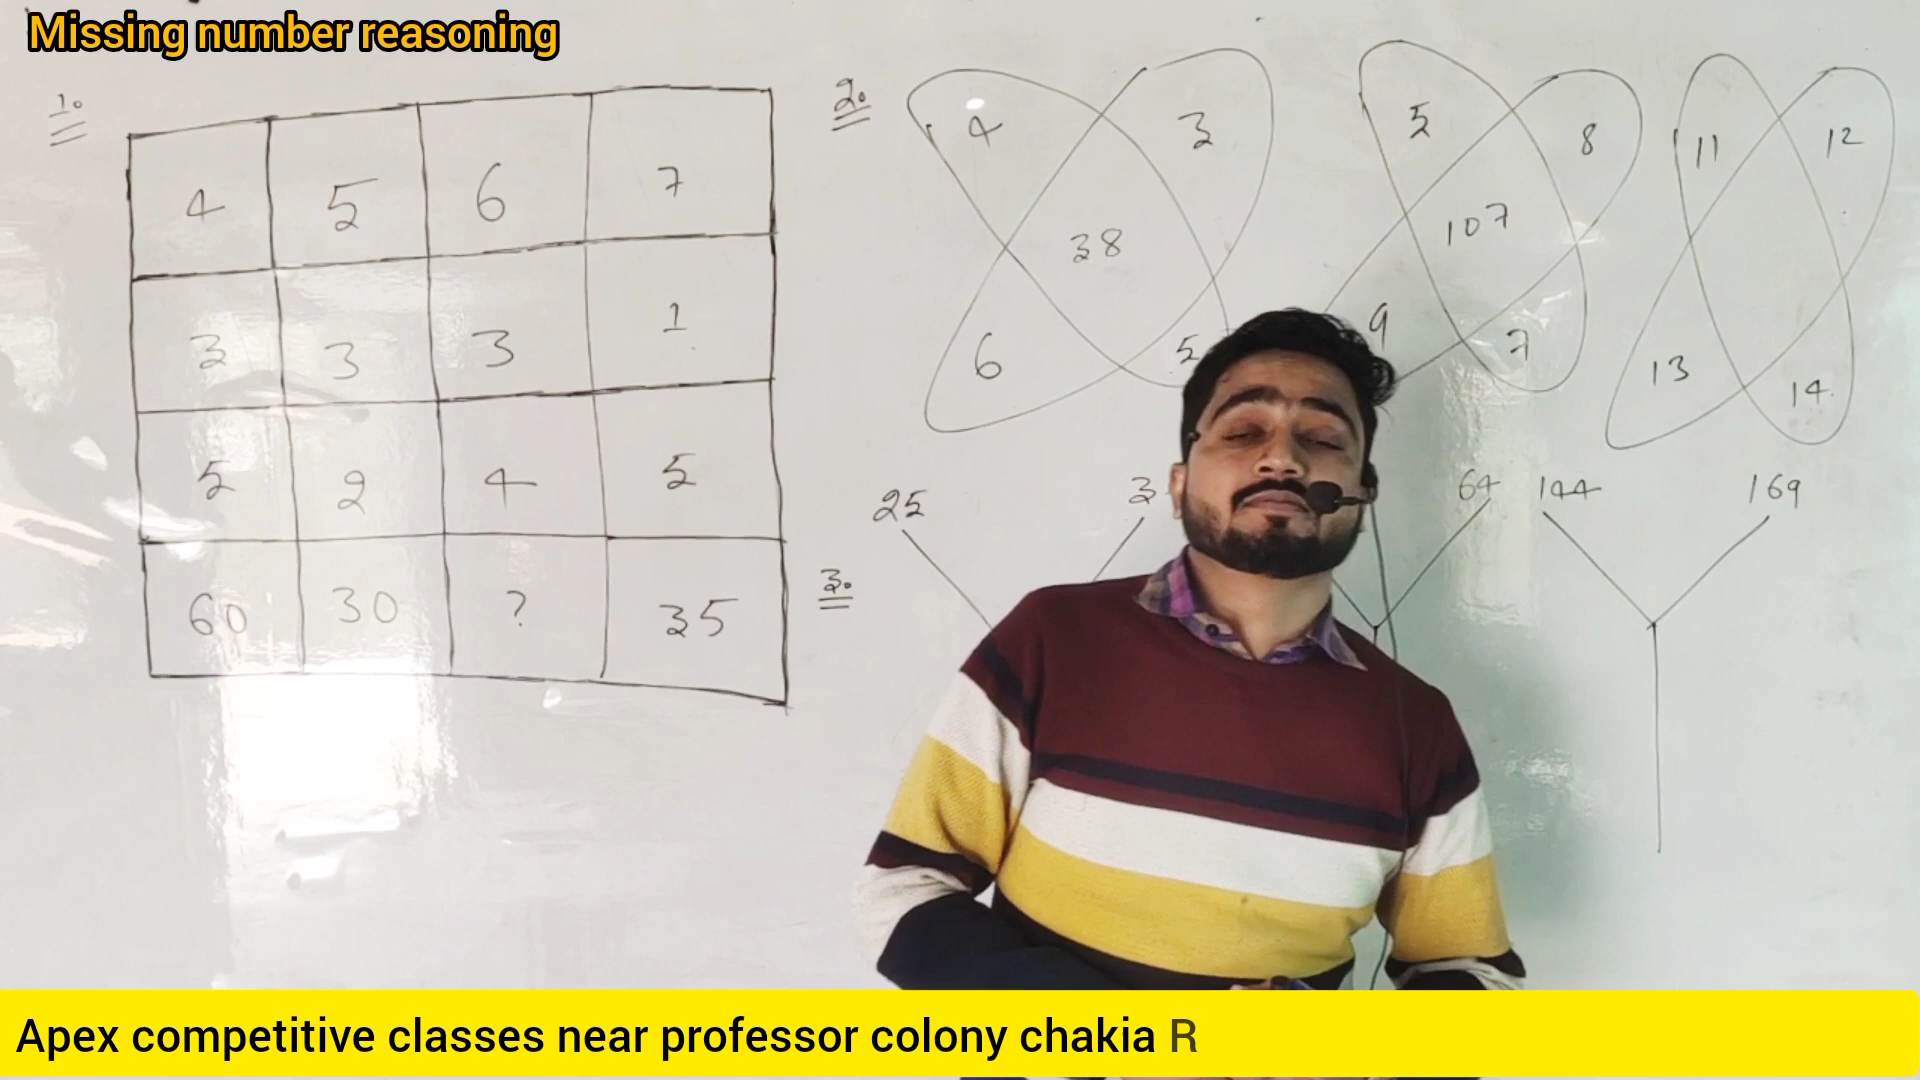 Missing number reasoning
1.
4 5 6 7
3 3 3 1
5 2 4 5
60 30 ? 35
2.
4 3
38
6 5
5 8
107
9 7
11 12
13 14
3.
25 3
64
144 169
Apex competitive classes near professor colony chakia R